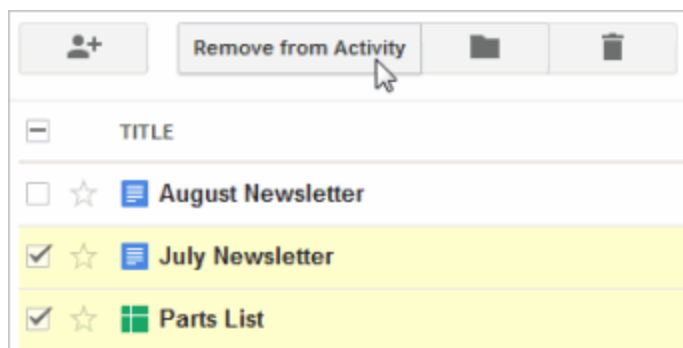 Remove from Activity
TITLE
August Newsletter
July Newsletter
Parts List